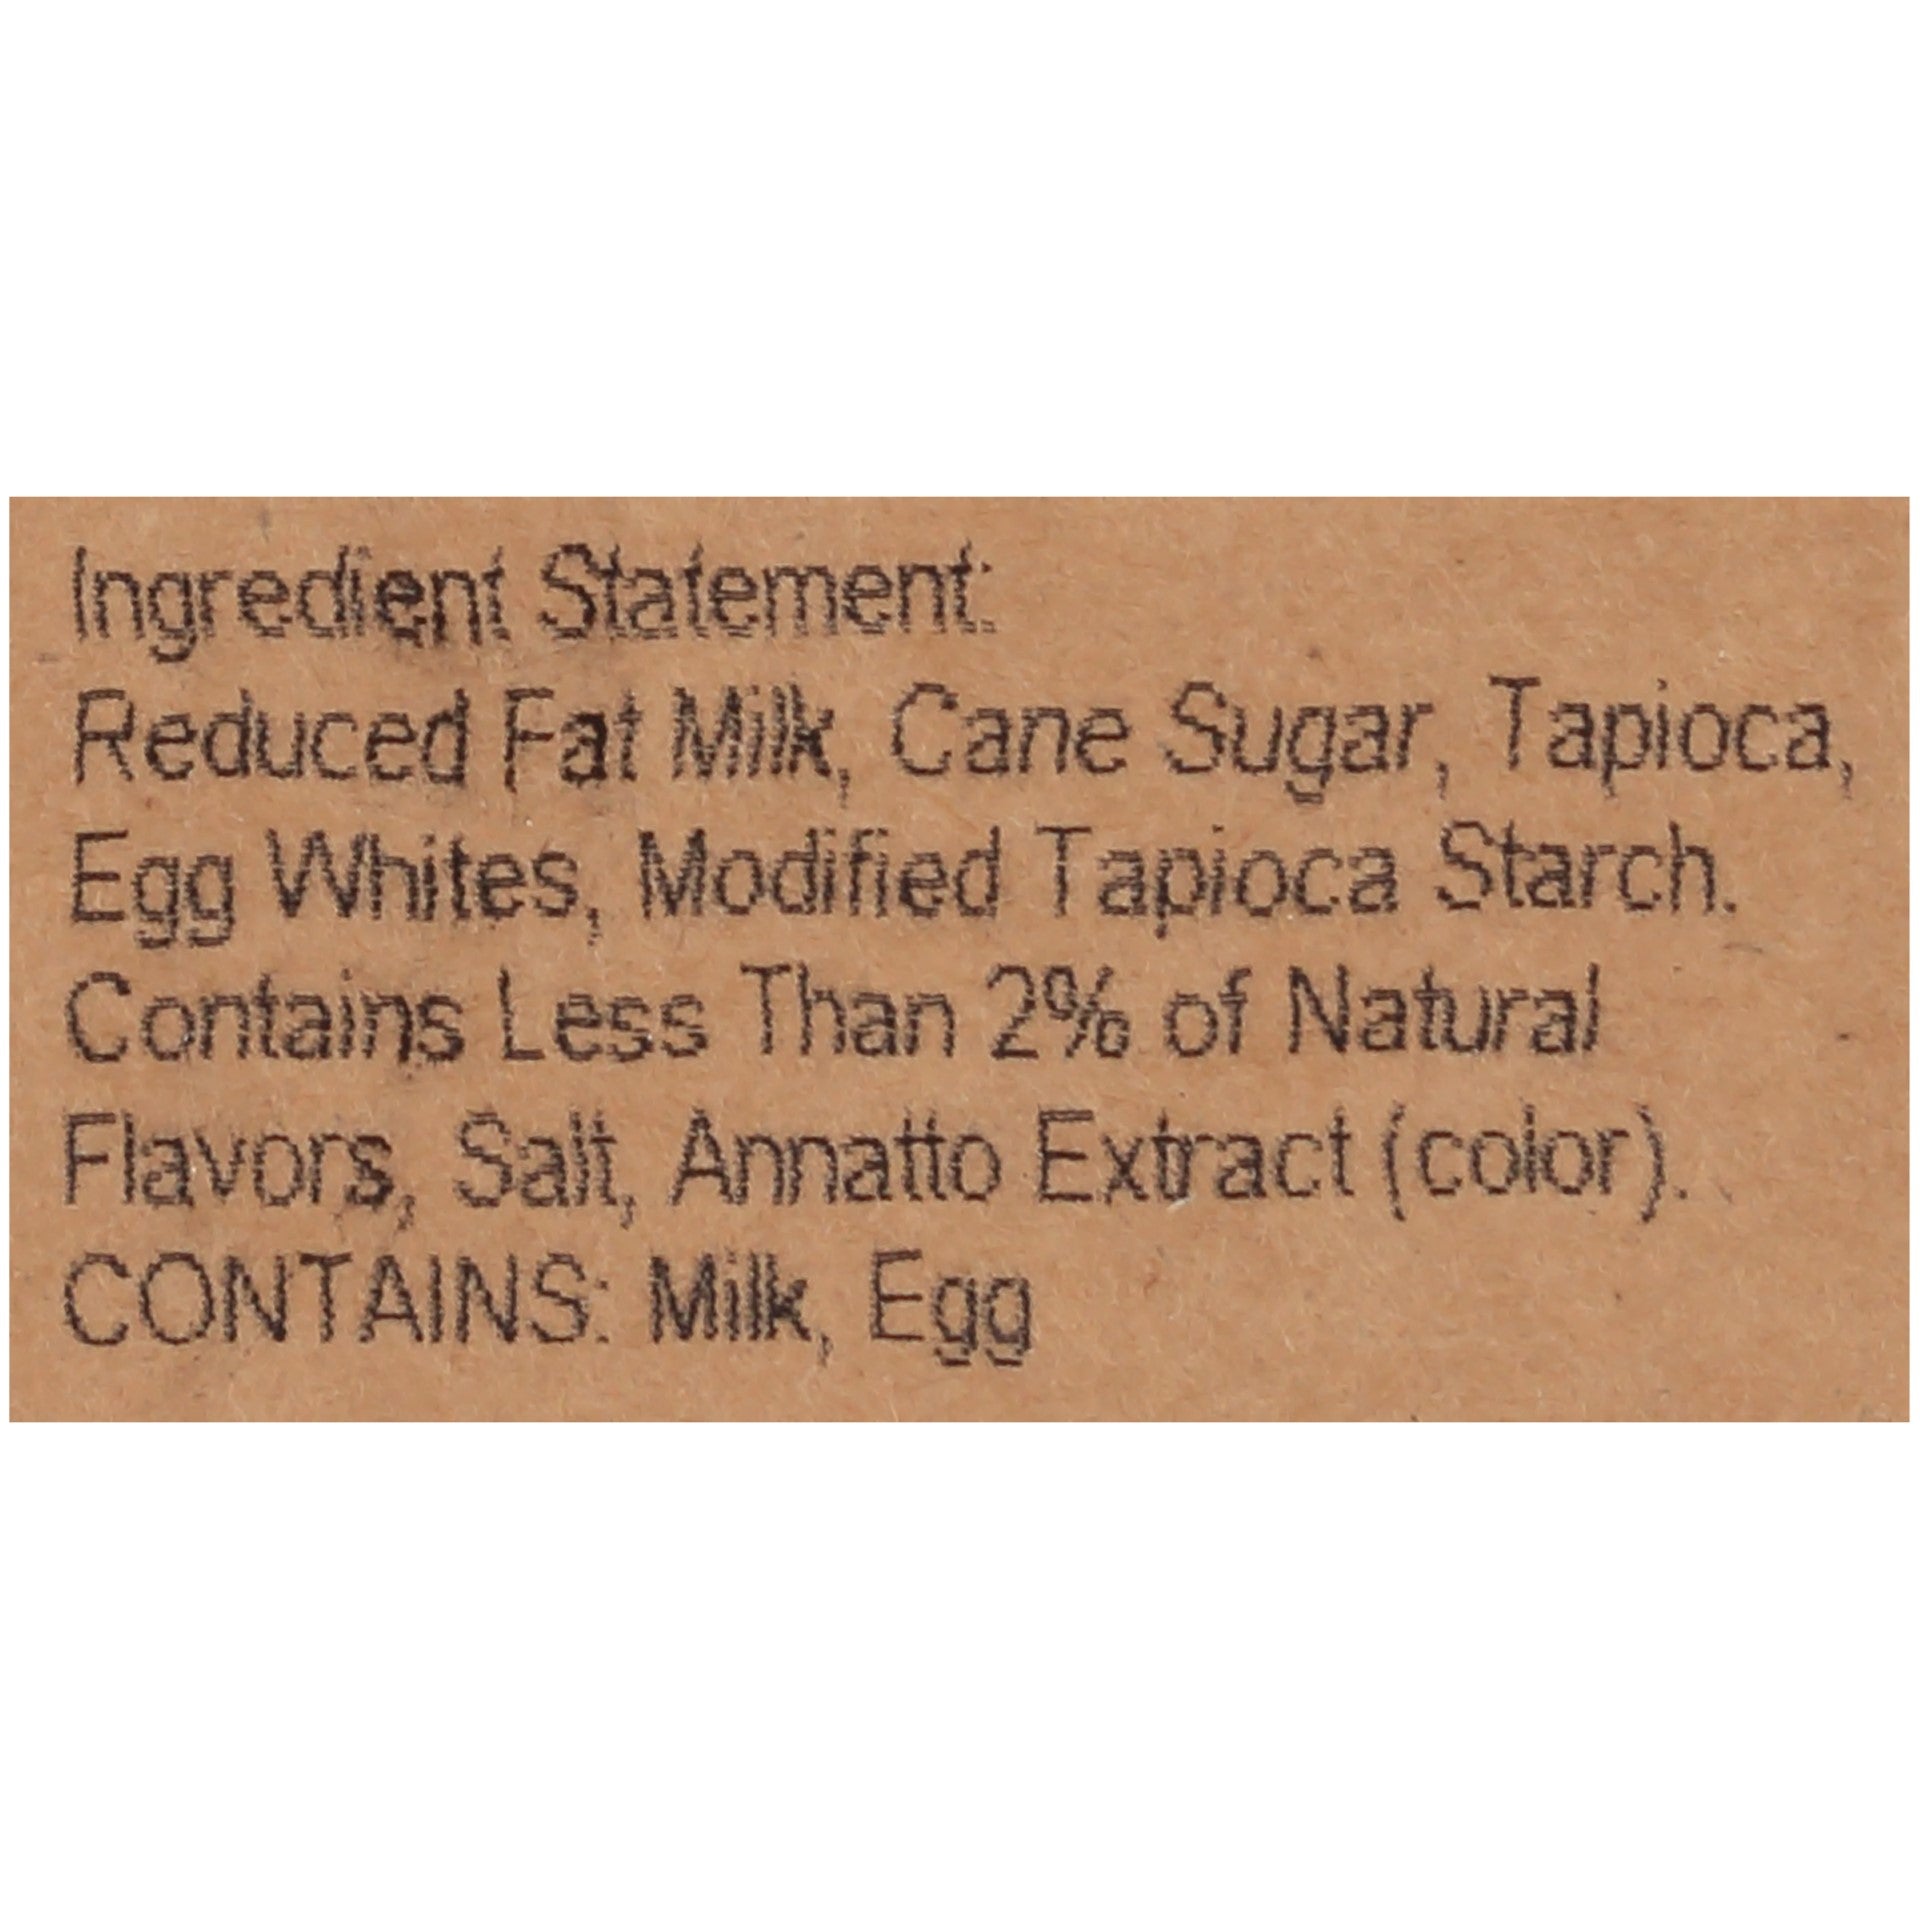 Ingredient Statement:
Reduced Fat Milk, Cane Sugar, Tapioca,
Egg Whites, Modified Tapioca Starch.
Contains Less Than 2% of Natural
Flavors, Salt, Annatto Extract (color).
CONTAINS: Milk, Egg